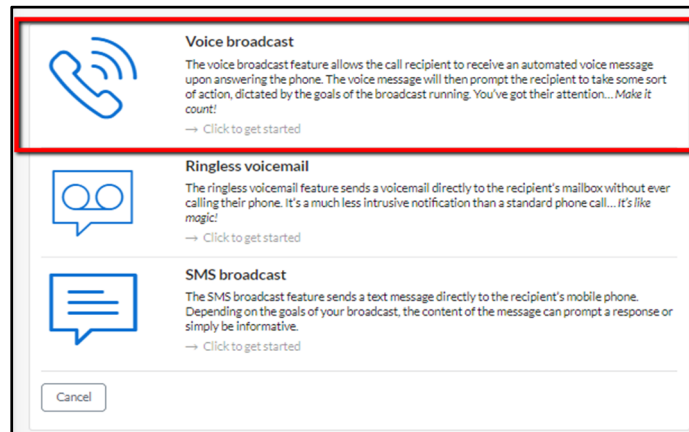 Voice broadcast
The voice broadcast feature allows the call recipient to receive an automated voice message
upon answering the phone. The voice message will then prompt the recipient to take some sort
of action, dictated by the goals of the broadcast running. You've got their attention... Make it
count!
→ Click to get started
Ringless voicemail
The ringless voicemail feature sends a voicemail directly to the recipient's mailbox without ever
calling their phone. It's a much less intrusive notification than a standard phone call... it's like
magic!
→ Click to get started
SMS broadcast
The SMS broadcast feature sends a text message directly to the recipient's mobile phone.
Depending on the goals of your broadcast, the content of the message can prompt a response or
simply be informative.
→ Click to get started
Cancel